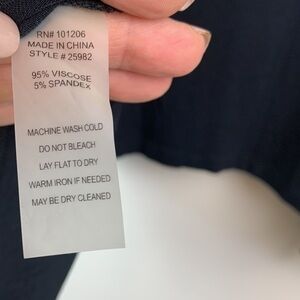 RN# 101206
MADE IN CHINA
STYLE # 25982
95% VISCOSE
5% SPANDEX
MACHINE WASH COLD
DO NOT BLEACH
LAY FLAT TO DRY
WARM IRON IF NEEDED
MAY BE DRY CLEANED